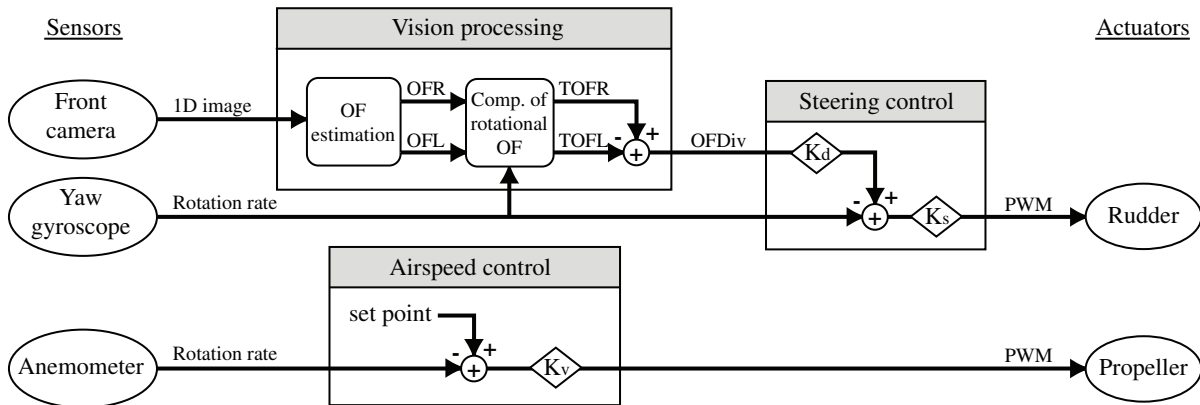 Sensors
Vision processing
Actuators
Front
camera
1D image
OF
estimation
OFR
OFL
Comp. of
rotational
OF
TOFR
TOFL
+
-
+
OFDiv
Steering control
Kd
Yaw
gyroscope
Rotation rate
+
-
+
Ks
PWM
Rudder
Airspeed control
set point
Anemometer
Rotation rate
+
-
+
Kv
PWM
Propeller